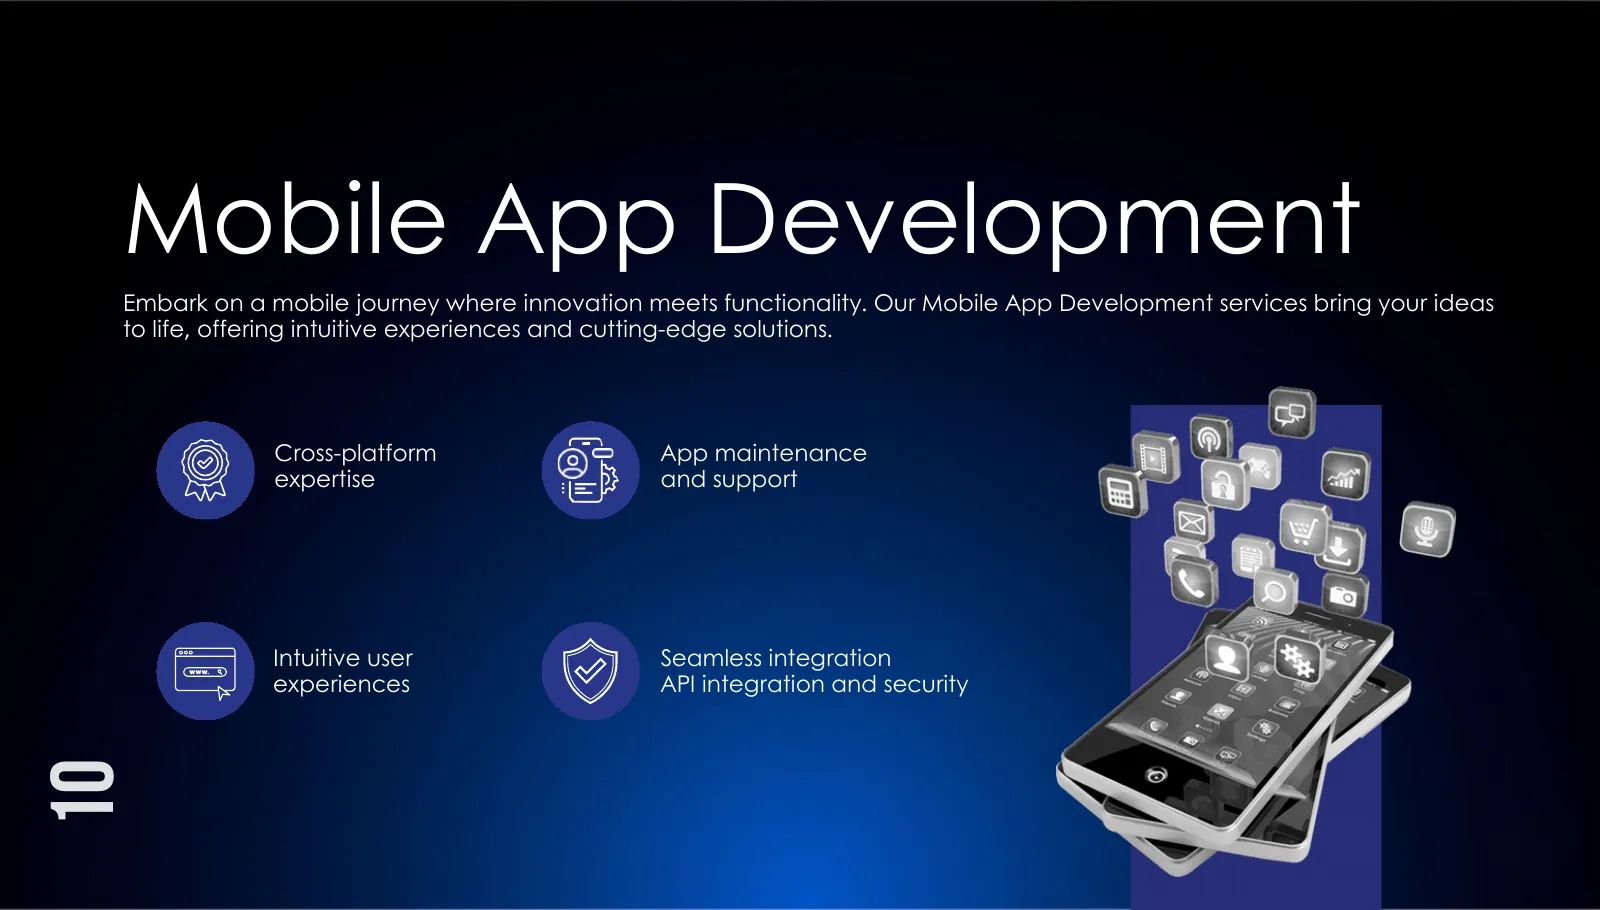 Mobile App Development
Embark on a mobile journey where innovation meets functionality. Our Mobile App Development services bring your ideas
to life, offering intuitive experiences and cutting-edge solutions.
Cross-platform
expertise
App maintenance
and support
www.
Intuitive user
experiences
Seamless integration
API integration and security
10